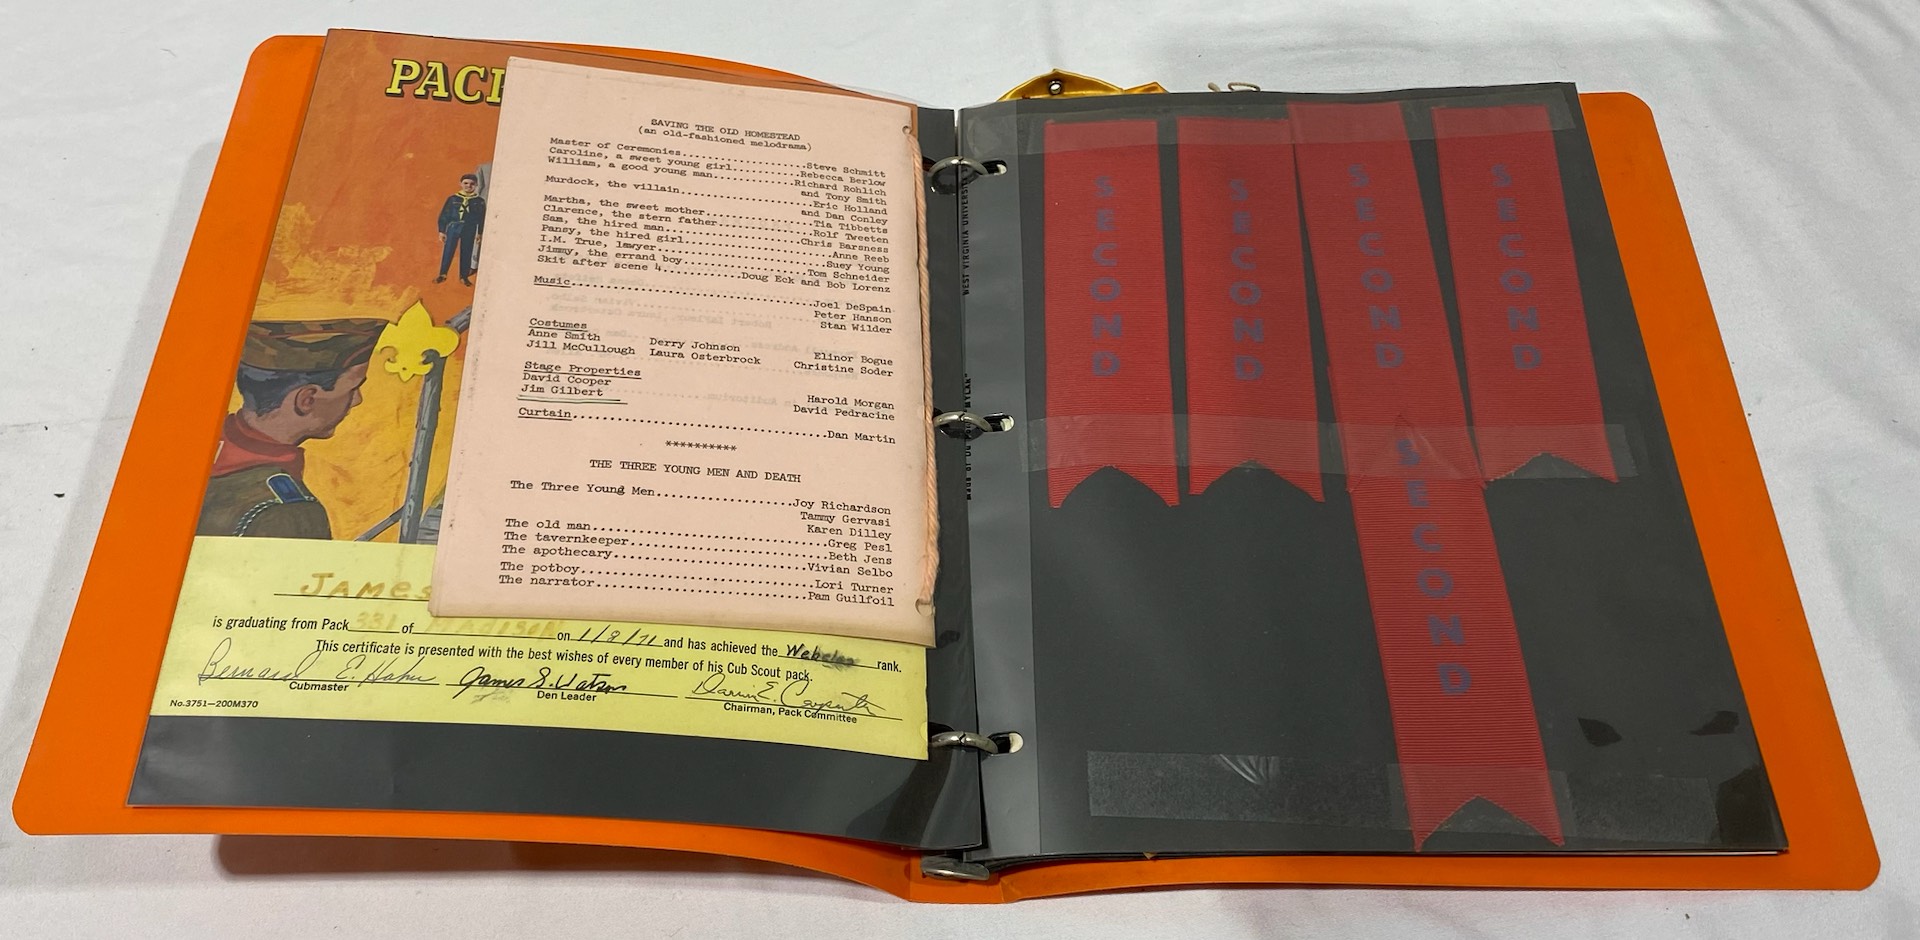 PACK
SAVING THE OLD HOMESTEAD
(an old-fashioned melodrama)
Master of Ceremonies....................Steve Schmitt
Caroline, a sweet young girl...........Rebecca Berlow
William, a good young man.............Richard Rohlich
and Tony Smith
Murdock, the villain......................Eric Holland
and Dan Conley
Martha, the sweet mother..................Tia Tibbetts
Clarence, the stern father................Rolf Tweeten
Sam, the hired man.......................Chris Barsness
Pansy, the hired girl........................Anne Reeb
I.M. True, lawyer............................Suey Young
Jimmy, the errand boy.....................Tom Schneider
Skit after scene 4.............Doug Eck and Bob Lorenz
Music........................................Joel DeSpain
Peter Hanson
Stan Wilder
Costumes
Anne Smith Derry Johnson Elinor Bogue
Jill McCullough Laura Osterbrock Christine Soder
Stage Properties
David Cooper Harold Morgan
Jim Gilbert David Pedracine
Curtain..........................................Dan Martin
**********
THE THREE YOUNG MEN AND DEATH
The Three Young Men....................Joy Richardson
Tammy Gervasi
Karen Dilley
The old man....................................Greg Pesl
The tavernkeeper...............................Beth Jens
The apothecary..............................Vivian Selbo
The potboy...................................Lori Turner
The narrator................................Pam Guilfoil
JAMES
is graduating from Pack 331 of MADISON on 1/8/71 and has achieved the Webelos rank.
This certificate is presented with the best wishes of every member of his Cub Scout pack.
Bernard E. Hahn James S. Watson
Cubmaster Den Leader Chairman, Pack Committee
No.3751—200M370
WEST VIRGINIA UNIVERSITY
SECOND
SECOND
SECOND
SECOND
SECOND